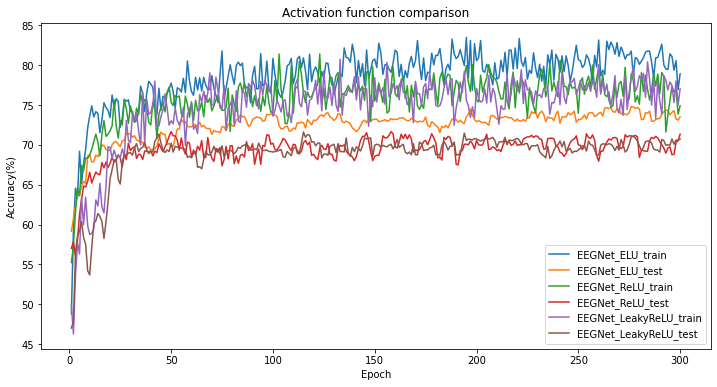 Activation function comparison
Accuracy(%)
85
80
75
70
65
60
55
50
45
0
50
100
150
200
250
300
Epoch
EEGNet_ELU_train
EEGNet_ELU_test
EEGNet_ReLU_train
EEGNet_ReLU_test
EEGNet_LeakyReLU_train
EEGNet_LeakyReLU_test